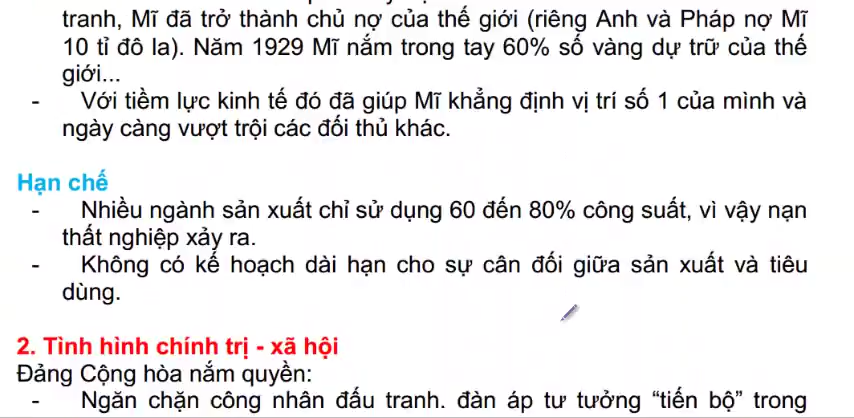 tranh, Mĩ đã trở thành chủ nợ của thế giới (riêng Anh và Pháp nợ Mĩ
10 tỉ đô la). Năm 1929 Mĩ nắm trong tay 60% số vàng dự trữ của thế
giới...
- Với tiềm lực kinh tế đó đã giúp Mĩ khẳng định vị trí số 1 của mình và
ngày càng vượt trội các đối thủ khác.
Hạn chế
- Nhiều ngành sản xuất chỉ sử dụng 60 đến 80% công suất, vì vậy nạn
thất nghiệp xảy ra.
- Không có kế hoạch dài hạn cho sự cân đối giữa sản xuất và tiêu
dùng.
2. Tình hình chính trị - xã hội
Đảng Cộng hòa nắm quyền:
- Ngăn chặn công nhân đấu tranh. đàn áp tư tưởng “tiến bộ” trong